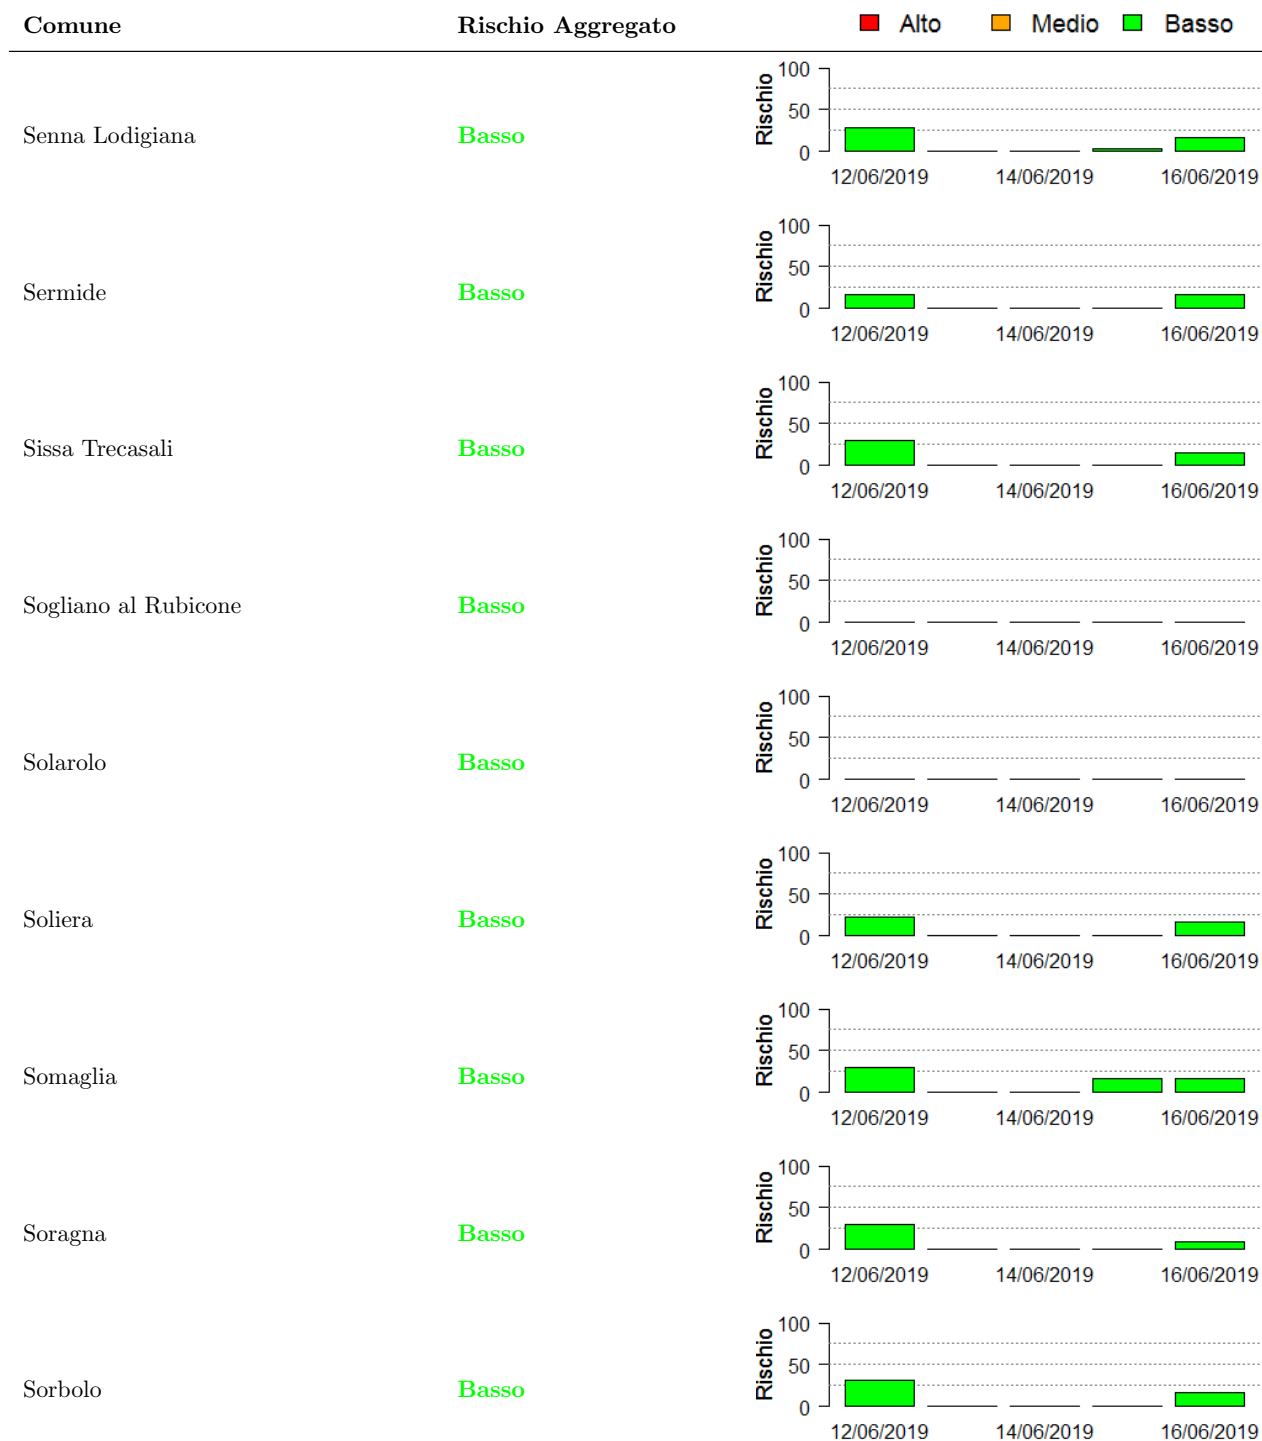 Comune Rischio Aggregato Alto Medio Basso
Senna Lodigiana Basso
Rischio
100
50
0
12/06/2019 14/06/2019 16/06/2019
Sermide Basso
Rischio
100
50
0
12/06/2019 14/06/2019 16/06/2019
Sissa Trecasali Basso
Rischio
100
50
0
12/06/2019 14/06/2019 16/06/2019
Sogliano al Rubicone Basso
Rischio
100
50
0
12/06/2019 14/06/2019 16/06/2019
Solarolo Basso
Rischio
100
50
0
12/06/2019 14/06/2019 16/06/2019
Soliera Basso
Rischio
100
50
0
12/06/2019 14/06/2019 16/06/2019
Somaglia Basso
Rischio
100
50
0
12/06/2019 14/06/2019 16/06/2019
Soragna Basso
Rischio
100
50
0
12/06/2019 14/06/2019 16/06/2019
Sorbolo Basso
Rischio
100
50
0
12/06/2019 14/06/2019 16/06/2019